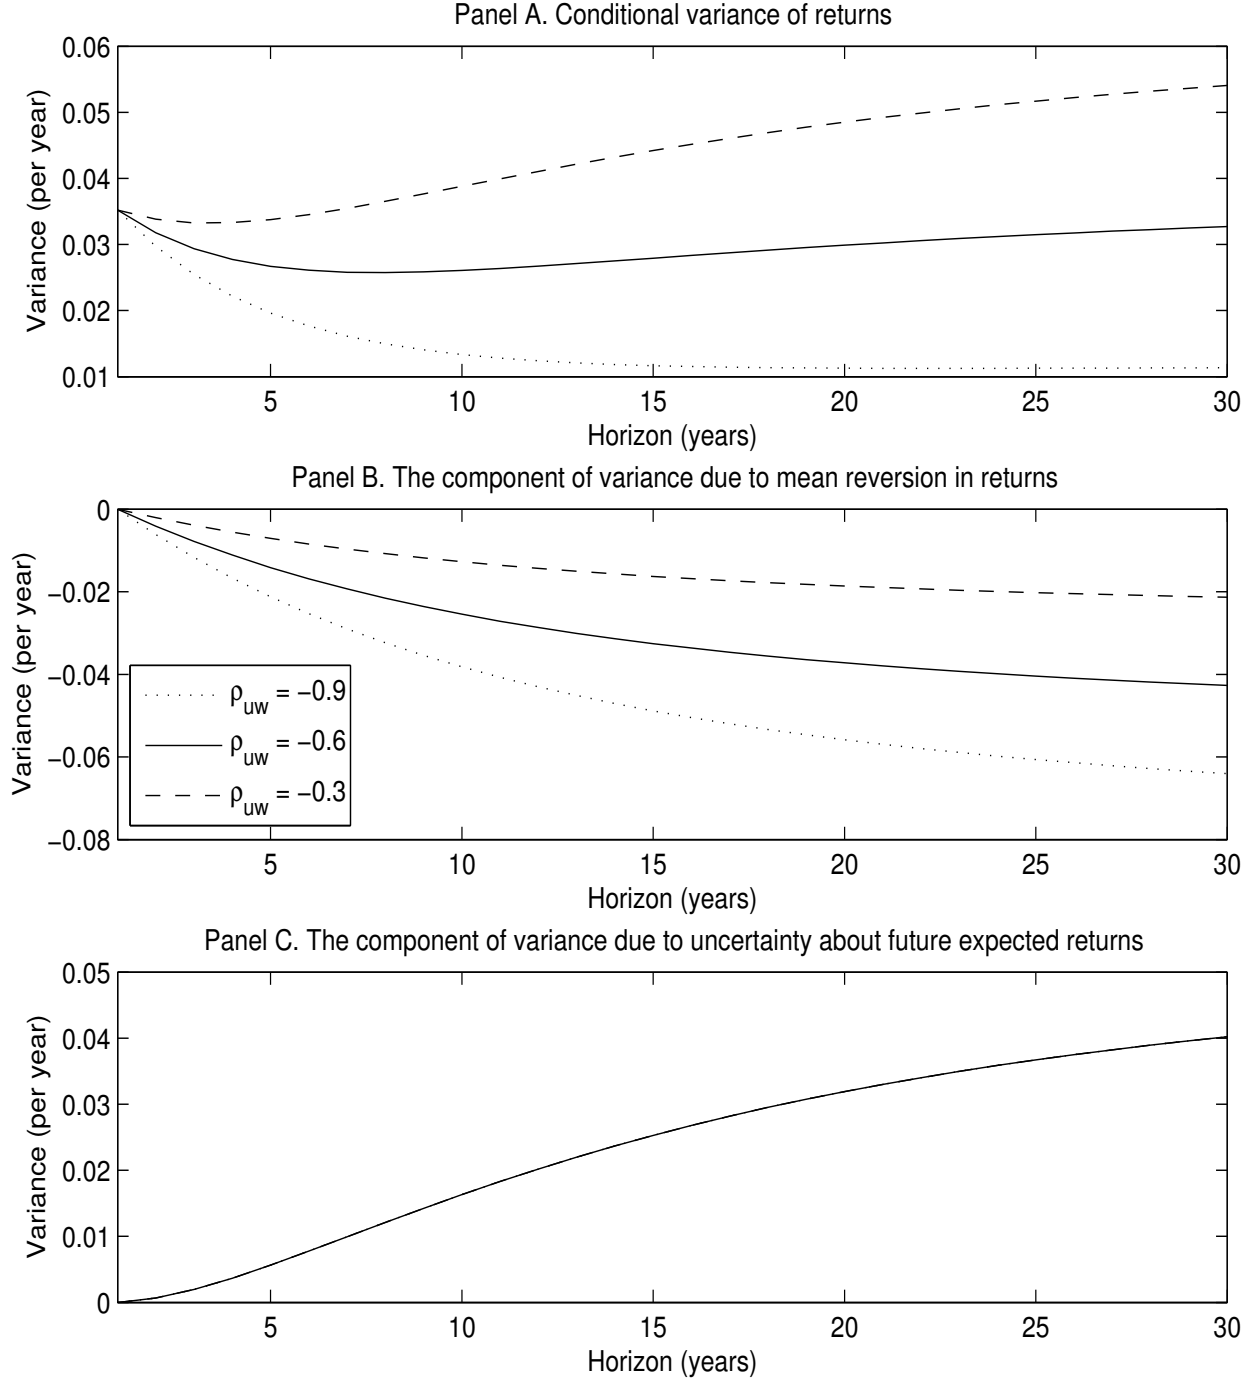 Panel A. Conditional variance of returns
0.06
0.05
0.04
0.03
0.02
0.01
Variance (per year)
5 10 15 20 25 30
Horizon (years)
Panel B. The component of variance due to mean reversion in returns
0
−0.02
−0.04
−0.06
−0.08
Variance (per year)
ρuw = −0.9
ρuw = −0.6
ρuw = −0.3
5 10 15 20 25 30
Horizon (years)
Panel C. The component of variance due to uncertainty about future expected returns
0.05
0.04
0.03
0.02
0.01
0
Variance (per year)
5 10 15 20 25 30
Horizon (years)